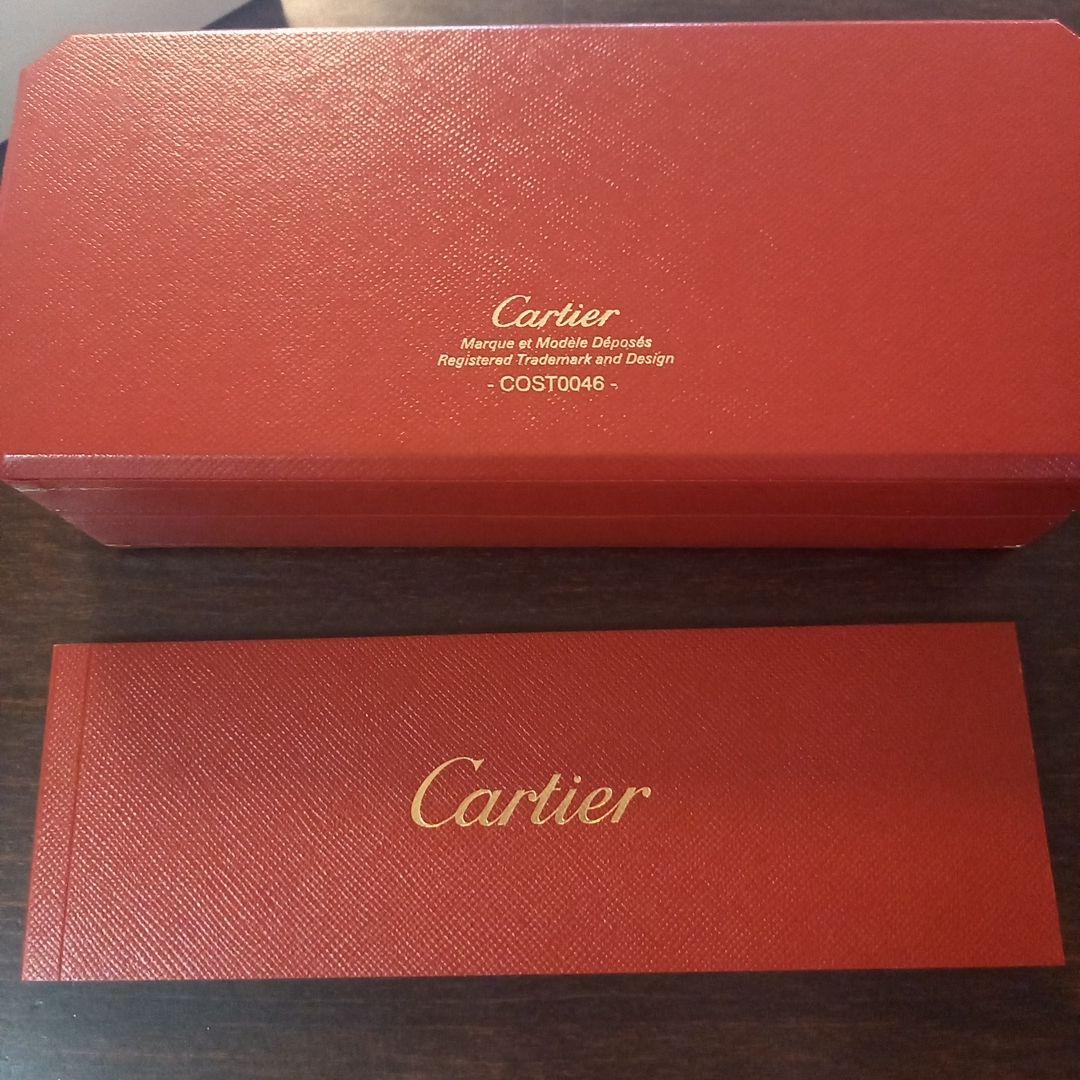 Cartier
Marque et Modèle Déposés
Registered Trademark and Design
- COST0046 -
Cartier